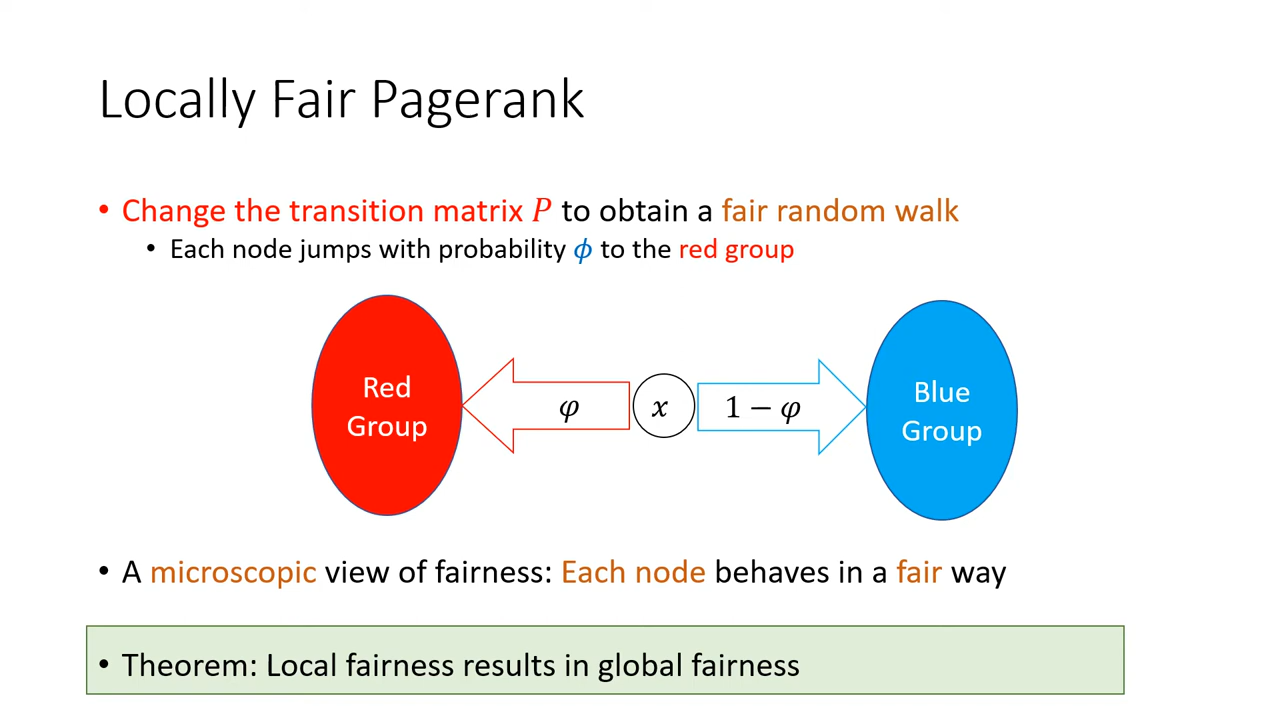 Locally Fair Pagerank
• Change the transition matrix P to obtain a fair random walk
• Each node jumps with probability ϕ to the red group
Red
Group
φ
x
1 − φ
Blue
Group
• A microscopic view of fairness: Each node behaves in a fair way
• Theorem: Local fairness results in global fairness